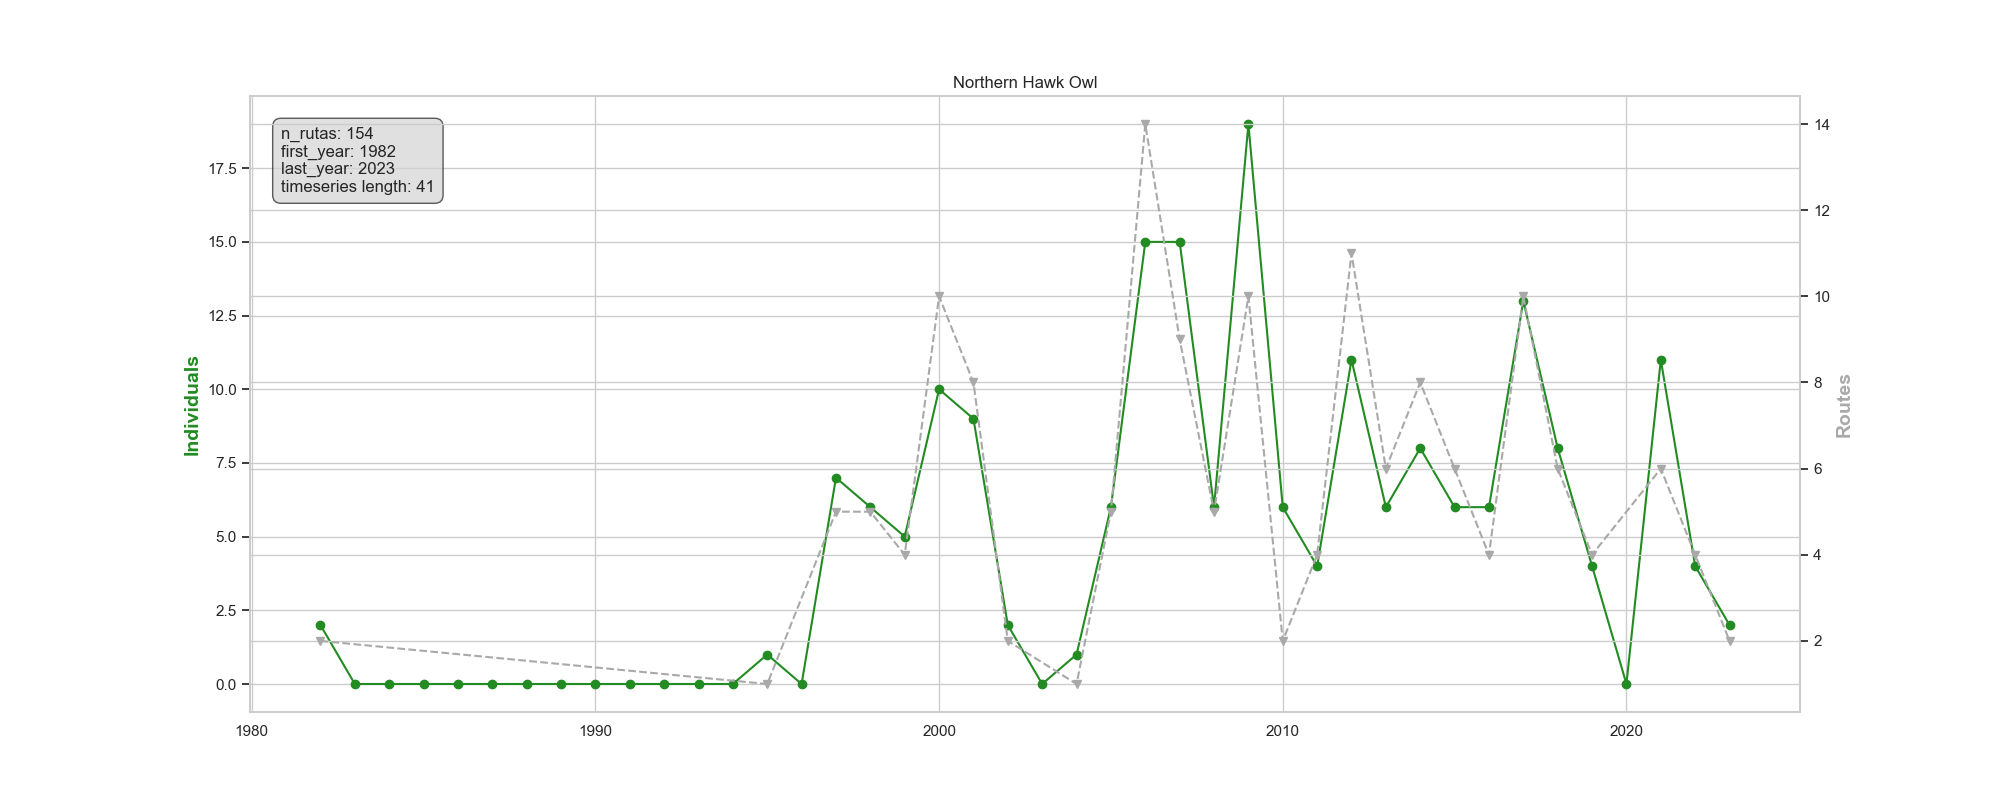 Northern Hawk Owl
n_rutas: 154
first_year: 1982
last_year: 2023
timeseries length: 41
Individuals
17.5
15.0
12.5
10.0
7.5
5.0
2.5
0.0
14
12
10
8
6
4
2
Routes
1980
1990
2000
2010
2020